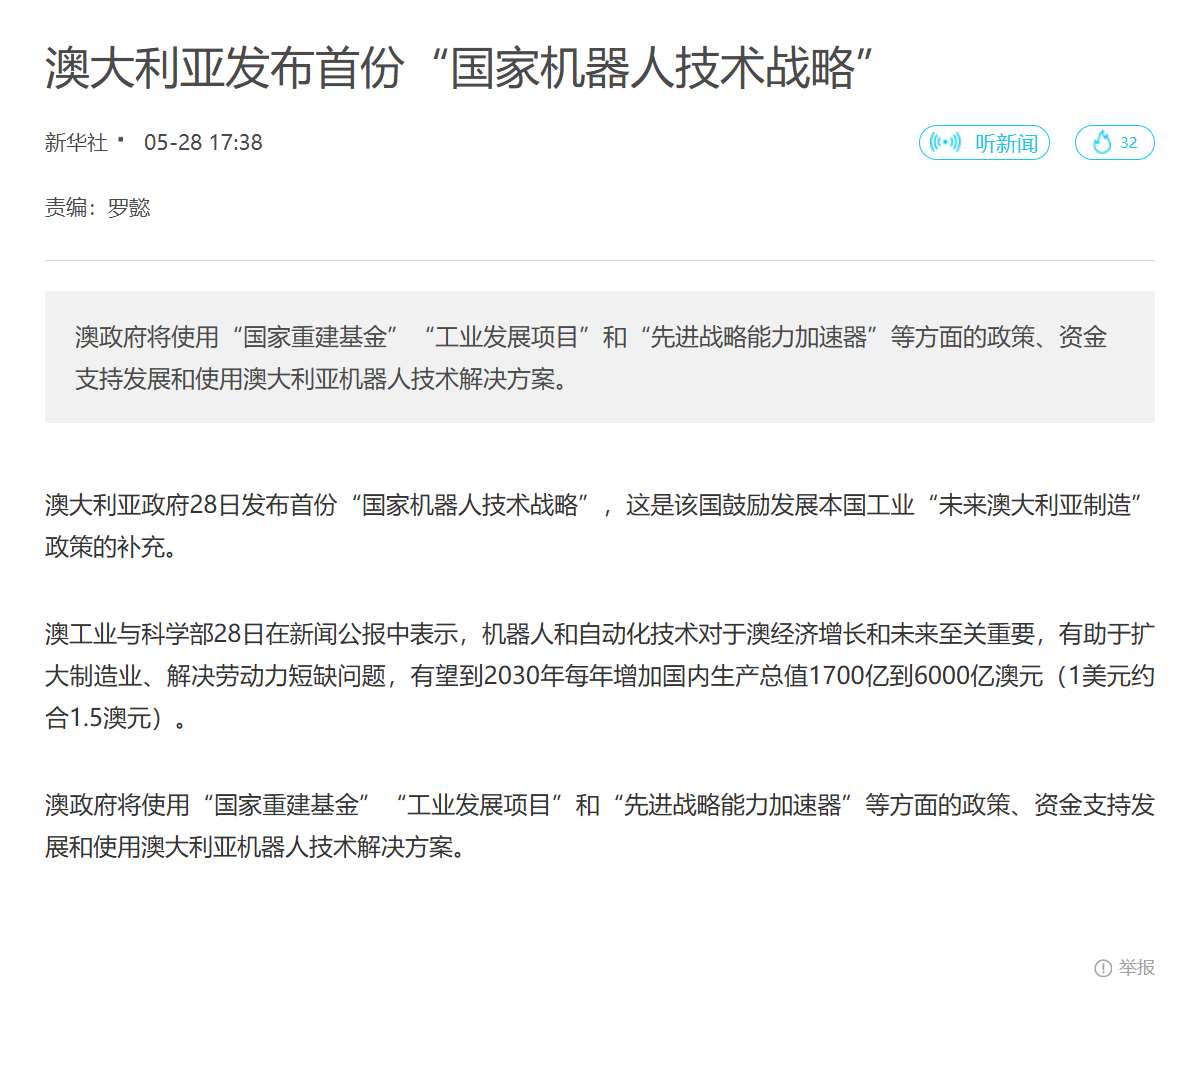 澳大利亚发布首份“国家机器人技术战略”
新华社 · 05-28 17:38
听新闻
32
责编：罗懿
澳政府将使用“国家重建基金”“工业发展项目”和“先进战略能力加速器”等方面的政策、资金
支持发展和使用澳大利亚机器人技术解决方案。
澳大利亚政府28日发布首份“国家机器人技术战略”，这是该国鼓励发展本国工业“未来澳大利亚制造”
政策的补充。
澳工业与科学部28日在新闻公报中表示，机器人和自动化技术对于澳经济增长和未来至关重要，有助于扩
大制造业、解决劳动力短缺问题，有望到2030年每年增加国内生产总值1700亿到6000亿澳元（1美元约
合1.5澳元）。
澳政府将使用“国家重建基金”“工业发展项目”和“先进战略能力加速器”等方面的政策、资金支持发
展和使用澳大利亚机器人技术解决方案。
举报